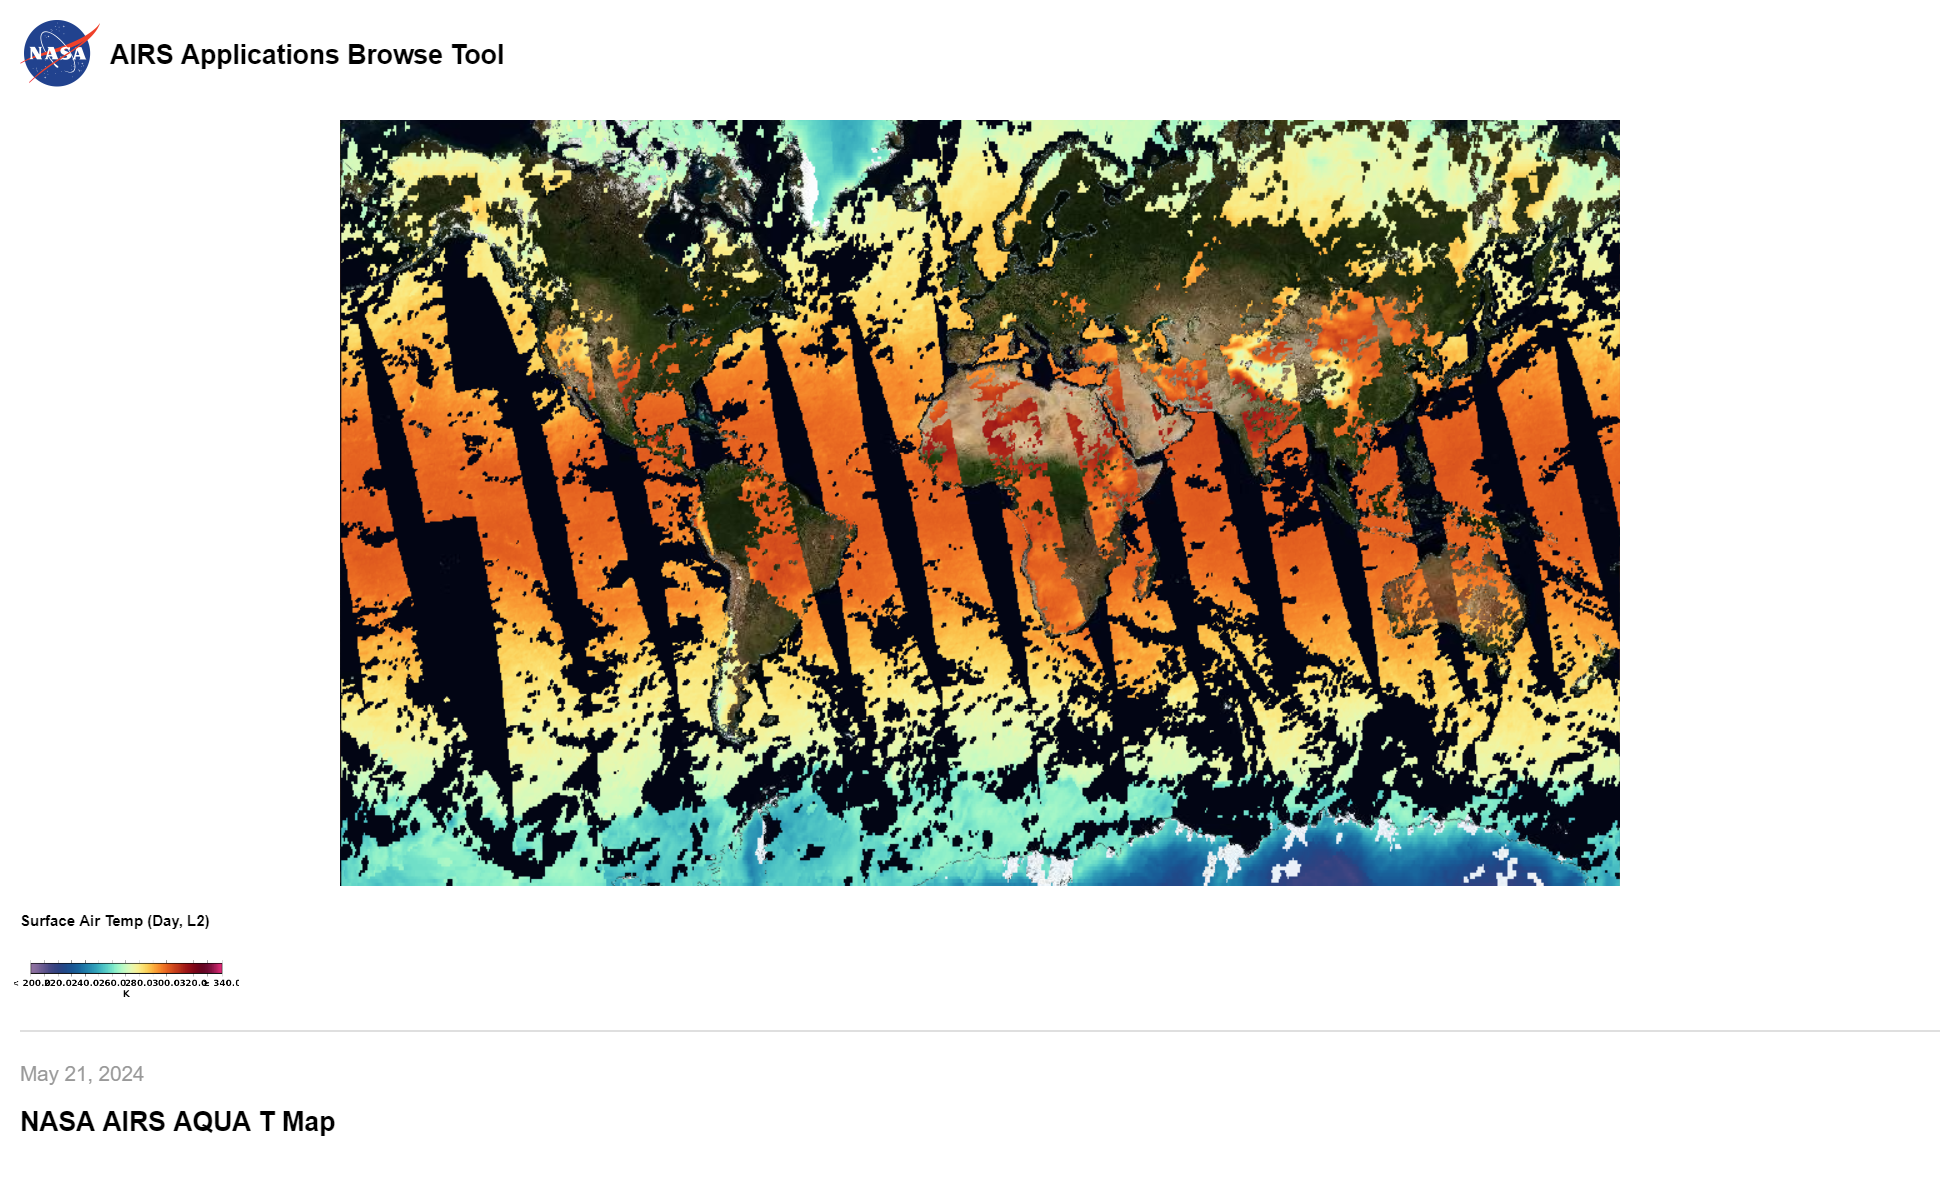 NASA
AIRS Applications Browse Tool
Surface Air Temp (Day, L2)
< 200.0 220.0 240.0 260.0 280.0 300.0 320.0 ≥ 340.0
K
May 21, 2024
NASA AIRS AQUA T Map